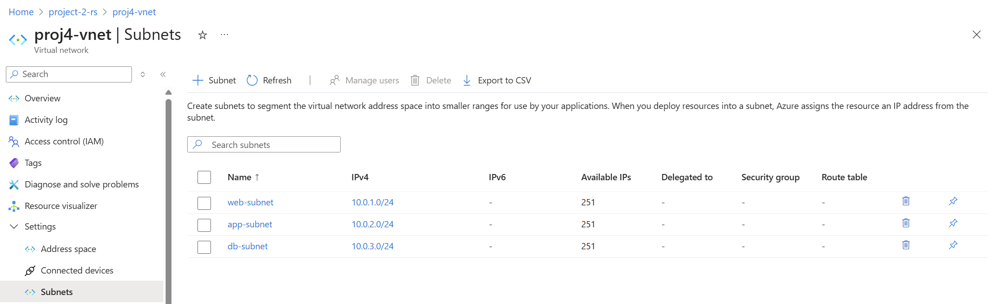 Home > project-2-rs > proj4-vnet
proj4-vnet | Subnets
Virtual network
Search
Overview
Activity log
Access control (IAM)
Tags
Diagnose and solve problems
Resource visualizer
Settings
Address space
Connected devices
Subnets
Subnet Refresh | Manage users Delete Export to CSV
Create subnets to segment the virtual network address space into smaller ranges for use by your applications. When you deploy resources into a subnet, Azure assigns the resource an IP address from the
subnet.
Search subnets
Name ↑ IPv4 IPv6 Available IPs Delegated to Security group Route table
web-subnet 10.0.1.0/24 - 251 - - -
app-subnet 10.0.2.0/24 - 251 - - -
db-subnet 10.0.3.0/24 - 251 - - -